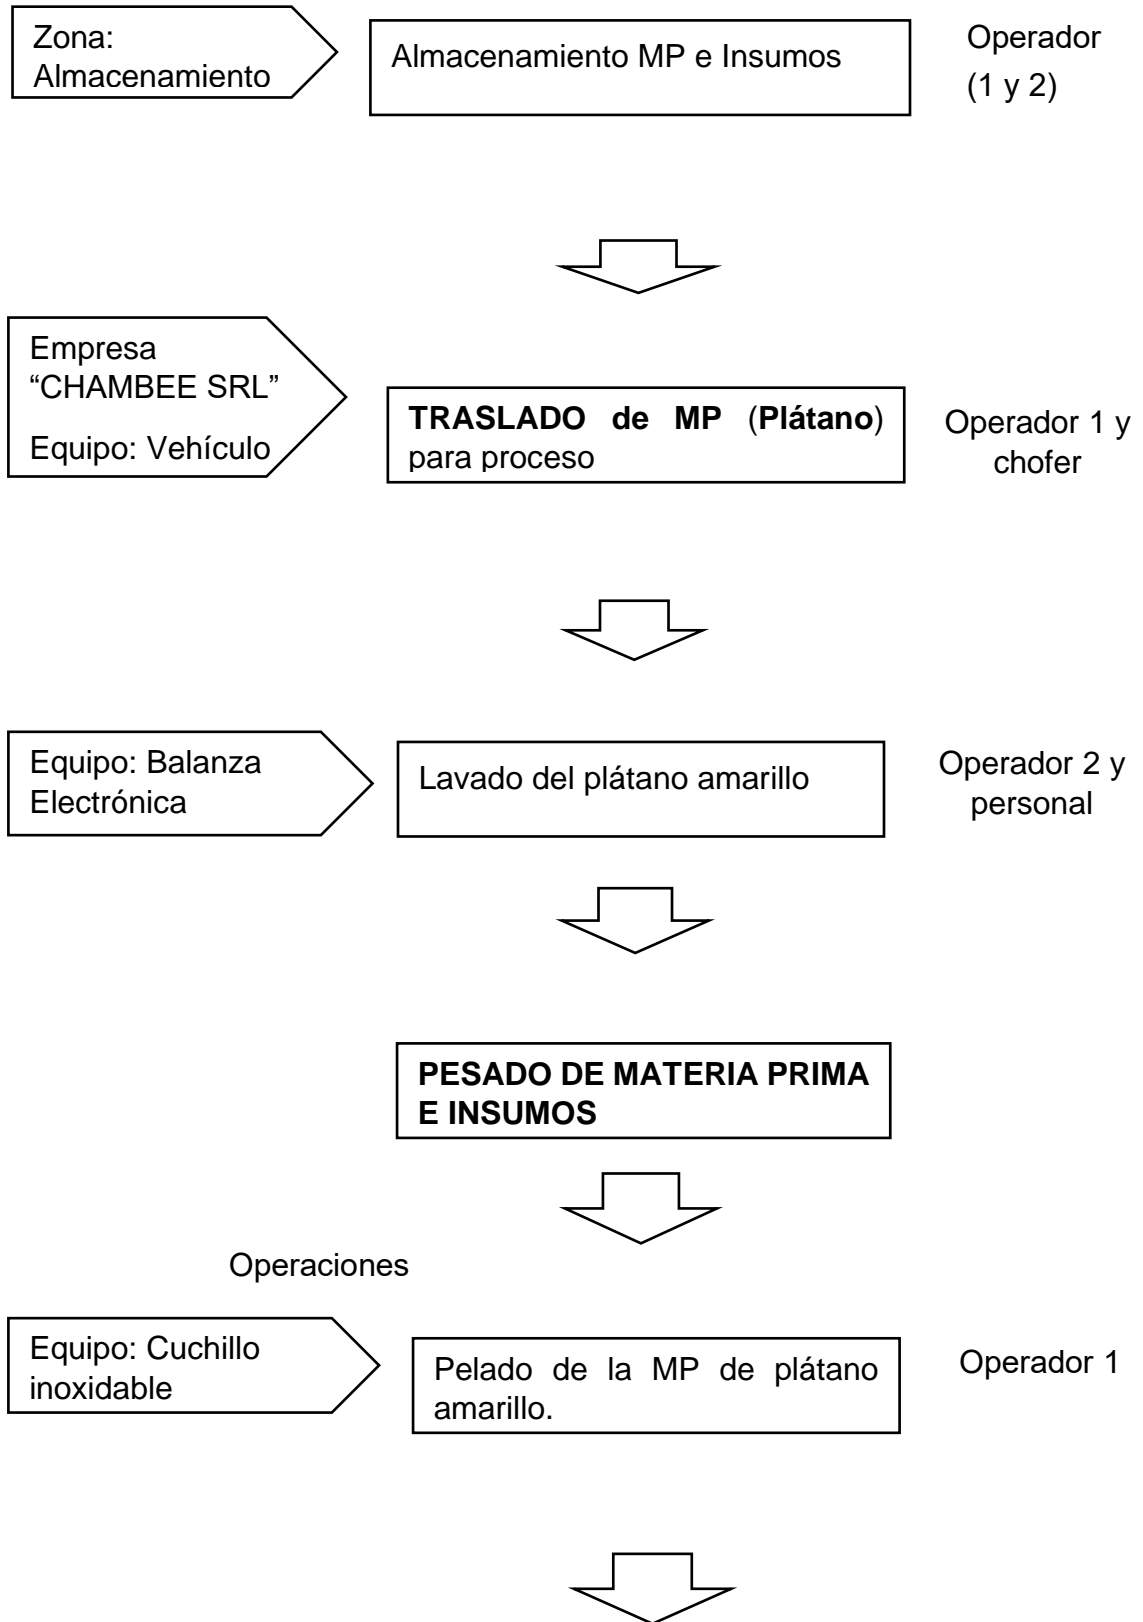 Zona:
Almacenamiento
Almacenamiento MP e Insumos
Operador
(1 y 2)
Empresa
“CHAMBEE SRL”
Equipo: Vehículo
TRASLADO de MP (Plátano)
para proceso
Operador 1 y
chofer
Equipo: Balanza
Electrónica
Lavado del plátano amarillo
Operador 2 y
personal
PESADO DE MATERIA PRIMA
E INSUMOS
Operaciones
Equipo: Cuchillo
inoxidable
Pelado de la MP de plátano
amarillo.
Operador 1